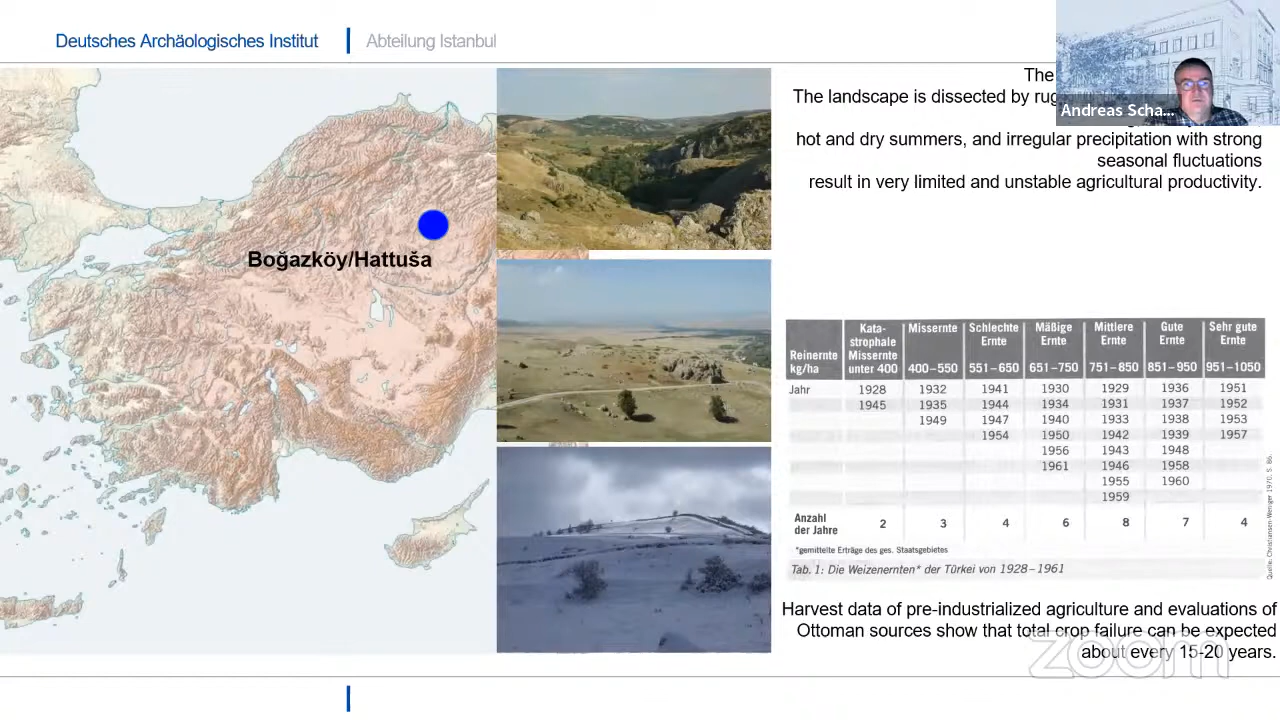 Deutsches Archäologisches Institut
Abteilung Istanbul
Andreas Scha...
The
The landscape is dissected by
hot and dry summers, and irregular precipitation with strong
seasonal fluctuations
result in very limited and unstable agricultural productivity.
Boğazköy/Hattuša
Reinernte kg/ha | Kata-strophale Missernte unter 400 | Missernte 400–550 | Schlechte Ernte 551–650 | Mäßige Ernte 651–750 | Mittlere Ernte 751–850 | Gute Ernte 851–950 | Sehr gute Ernte 951–1050
Jahr 1928 1932 1941 1930 1929 1936 1951
1945 1935 1944 1934 1931 1937 1952
1949 1947 1940 1933 1938 1953
1954 1950 1942 1939 1957
1956 1943 1948
1961 1946 1958
1955 1960
1959
Anzahl der Jahre 2 3 4 6 8 7 4
*gemittelte Erträge des ges. Staatsgebietes
Tab. 1: Die Weizenernten* der Türkei von 1928–1961
Quelle: Christiansen-Weniger 1970, S. 86.
Harvest data of pre-industrialized agriculture and evaluations of
Ottoman sources show that total crop failure can be expected
about every 15-20 years.
zoom